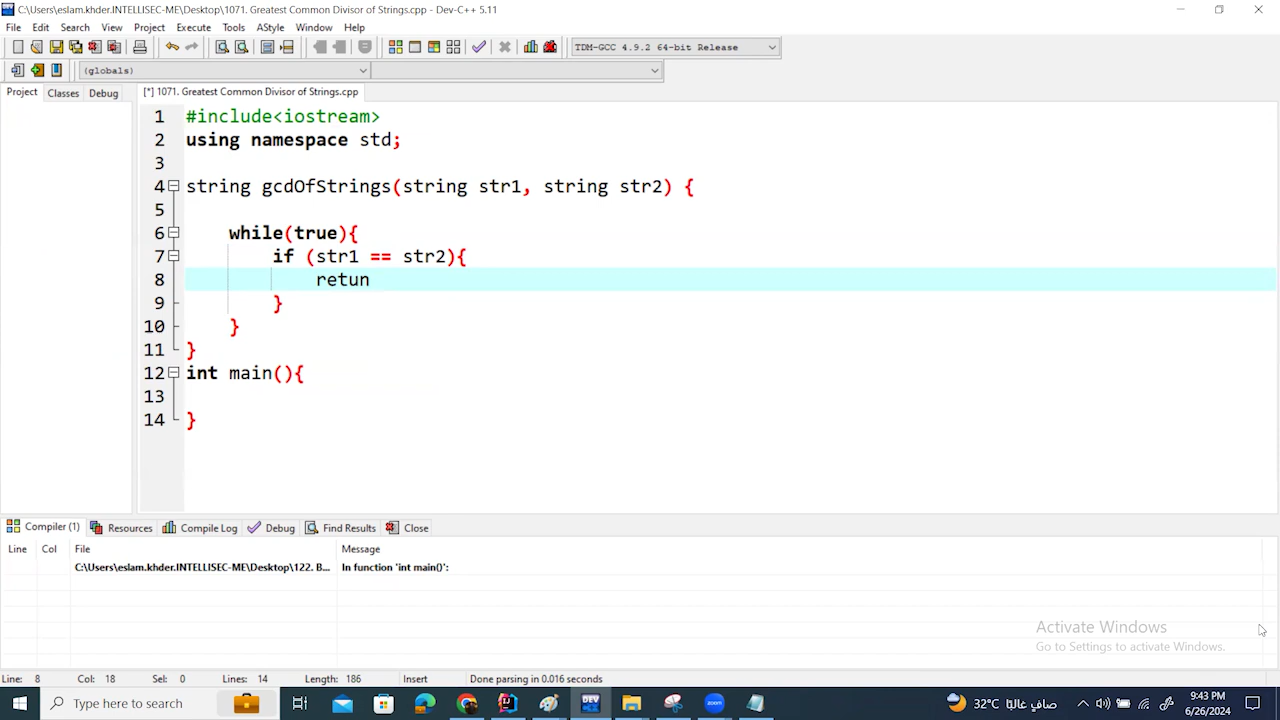 C:\Users\eslam.khder.INTELLISEC-ME\Desktop\1071. Greatest Common Divisor of Strings.cpp - Dev-C++ 5.11
File Edit Search View Project Execute Tools AStyle Window Help
TDM-GCC 4.9.2 64-bit Release
(globals)
Project Classes Debug
[*] 1071. Greatest Common Divisor of Strings.cpp
1 #include<iostream>
2 using namespace std;
3
4 string gcdOfStrings(string str1, string str2) {
5
6 while(true){
7 if (str1 == str2){
8 retun
9 }
10 }
11 }
12 int main(){
13
14 }
Compiler (1) Resources Compile Log Debug Find Results Close
Line Col File Message
C:\Users\eslam.khder.INTELLISEC-ME\Desktop\122. B... In function 'int main()':
Activate Windows
Go to Settings to activate Windows.
Line: 8 Col: 18 Sel: 0 Lines: 14 Length: 186 Insert Done parsing in 0.016 seconds
Type here to search
DEV
zoom
32°C صافٍ غالبًا
9:43 PM
6/26/2024